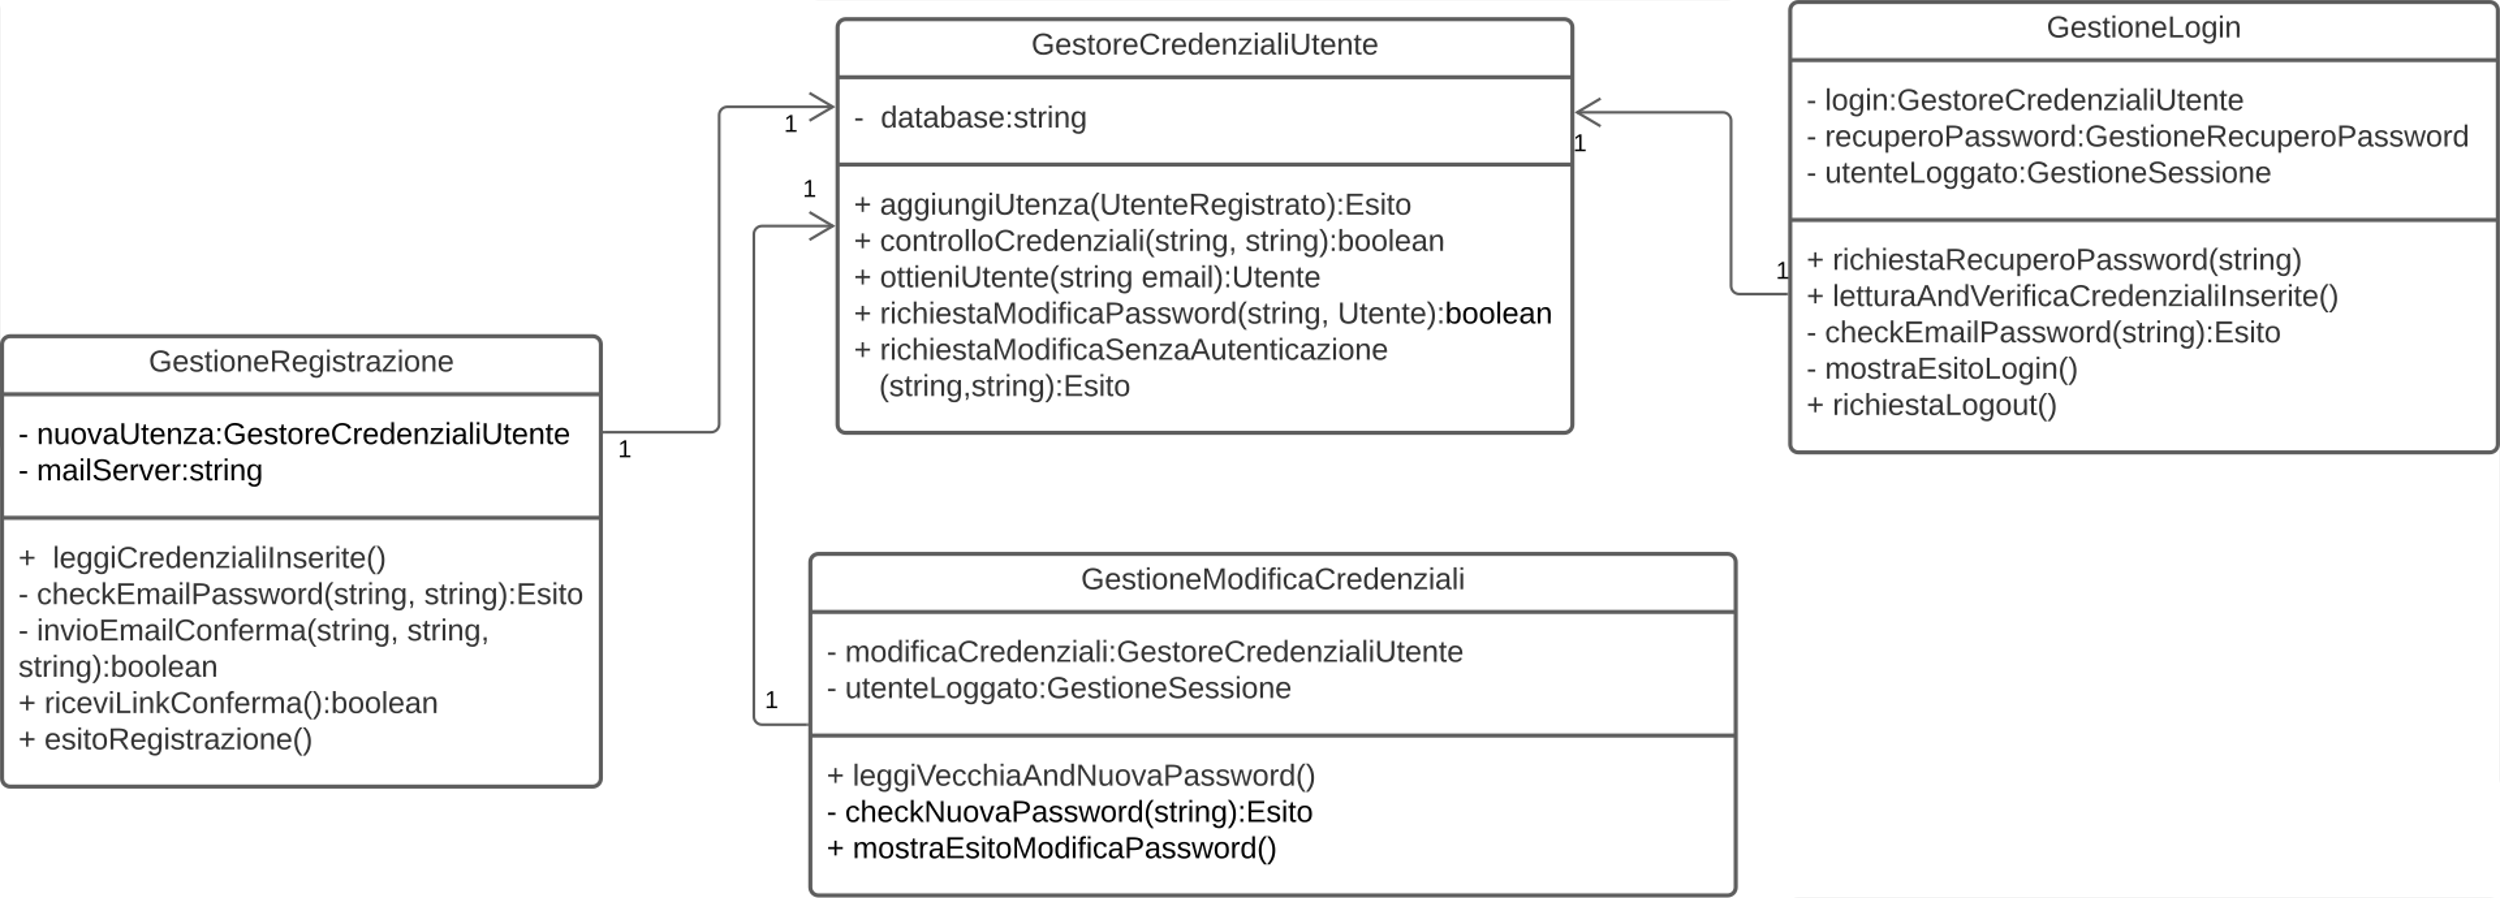 GestoreCredenzialiUtente
- database:string
+ aggiungiUtenza(UtenteRegistrato):Esito
+ controlloCredenziali(string, string):boolean
+ ottieniUtente(string email):Utente
+ richiestaModificaPassword(string, Utente):boolean
+ richiestaModificaSenzaAutenticazione
(string,string):Esito
1
1
1
GestioneLogin
- login:GestoreCredenzialiUtente
- recuperoPassword:GestioneRecuperoPassword
- utenteLoggato:GestioneSessione
+ richiestaRecuperoPassword(string)
+ letturaAndVerificaCredenzialiInserite()
- checkEmailPassword(string):Esito
- mostraEsitoLogin()
+ richiestaLogout()
1
GestioneRegistrazione
- nuovaUtenza:GestoreCredenzialiUtente
- mailServer:string
+ leggiCredenzialiInserite()
- checkEmailPassword(string, string):Esito
- invioEmailConferma(string, string,
string):boolean
+ riceviLinkConferma():boolean
+ esitoRegistrazione()
1
GestioneModificaCredenziali
- modificaCredenziali:GestoreCredenzialiUtente
- utenteLoggato:GestioneSessione
+ leggiVecchiaAndNuovaPassword()
- checkNuovaPassword(string):Esito
+ mostraEsitoModificaPassword()
1